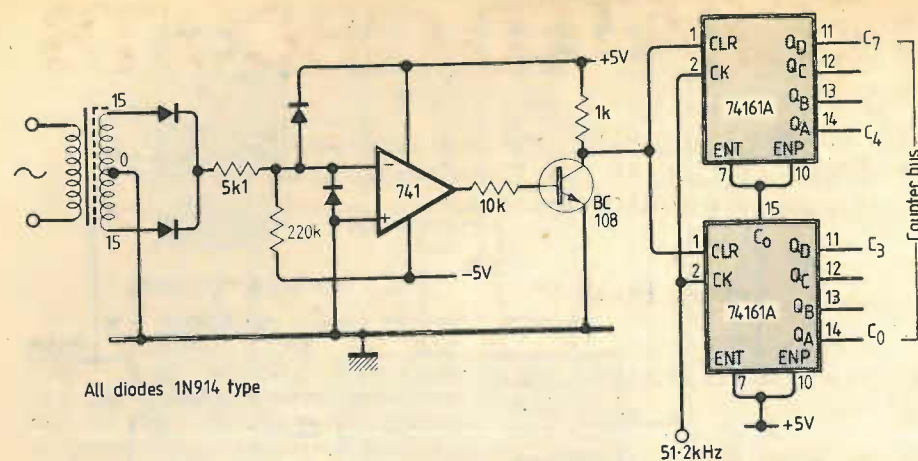 15
0
15
5k1
220k
−
741
+
+5V
−5V
10k
1k
BC
108
1 CLR QD 11 C7
2 CK QC 12
QB 13
74161A
QA 14 C4
ENT ENP
7 10
15
C0
1 CLR QD 11 C3
2 CK QC 12
QB 13
74161A
QA 14 C0
ENT ENP
7 10
+5V
51·2kHz
Counter bus
All diodes 1N914 type